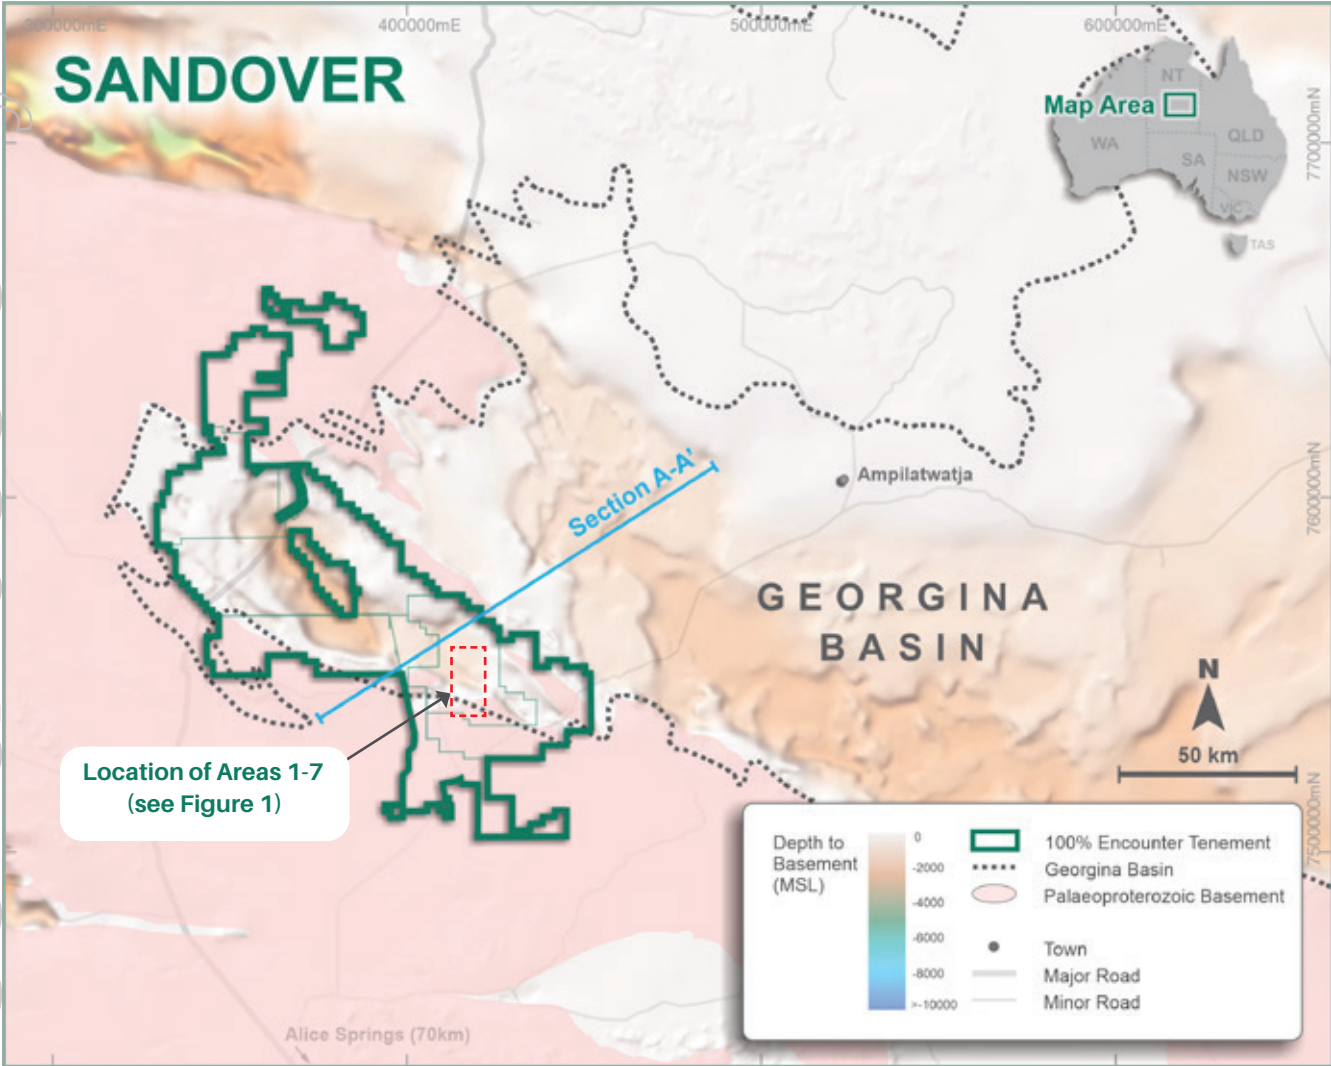 300000mE
400000mE
500000mE
600000mE
SANDOVER
NT
Map Area
WA
QLD
SA
NSW
VIC
TAS
7700000mN
Section A-A'
Ampilatwatja
7600000mN
GEORGINA
BASIN
N
50 km
Location of Areas 1-7
(see Figure 1)
7500000mN
Depth to
Basement
(MSL)
0
-2000
-4000
-6000
-8000
>-10000
100% Encounter Tenement
Georgina Basin
Palaeoproterozoic Basement
Town
Major Road
Minor Road
Alice Springs (70km)